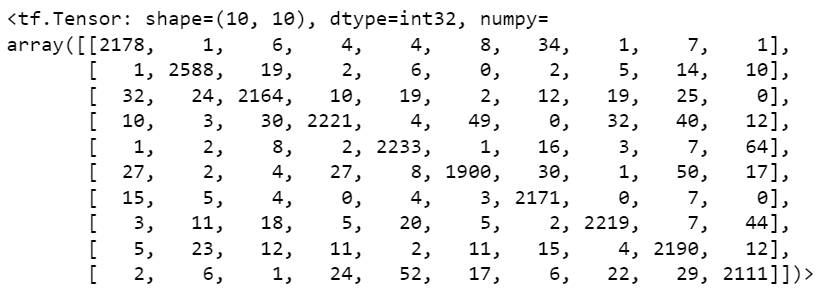 <tf.Tensor: shape=(10, 10), dtype=int32, numpy=
array([[2178,    1,    6,    4,    4,    8,   34,    1,    7,    1],
       [   1, 2588,   19,    2,    6,    0,    2,    5,   14,   10],
       [  32,   24, 2164,   10,   19,    2,   12,   19,   25,    0],
       [  10,    3,   30, 2221,    4,   49,    0,   32,   40,   12],
       [   1,    2,    8,    2, 2233,    1,   16,    3,    7,   64],
       [  27,    2,    4,   27,    8, 1900,   30,    1,   50,   17],
       [  15,    5,    4,    0,    4,    3, 2171,    0,    7,    0],
       [   3,   11,   18,    5,   20,    5,    2, 2219,    7,   44],
       [   5,   23,   12,   11,    2,   11,   15,    4, 2190,   12],
       [   2,    6,    1,   24,   52,   17,    6,   22,   29, 2111]])>